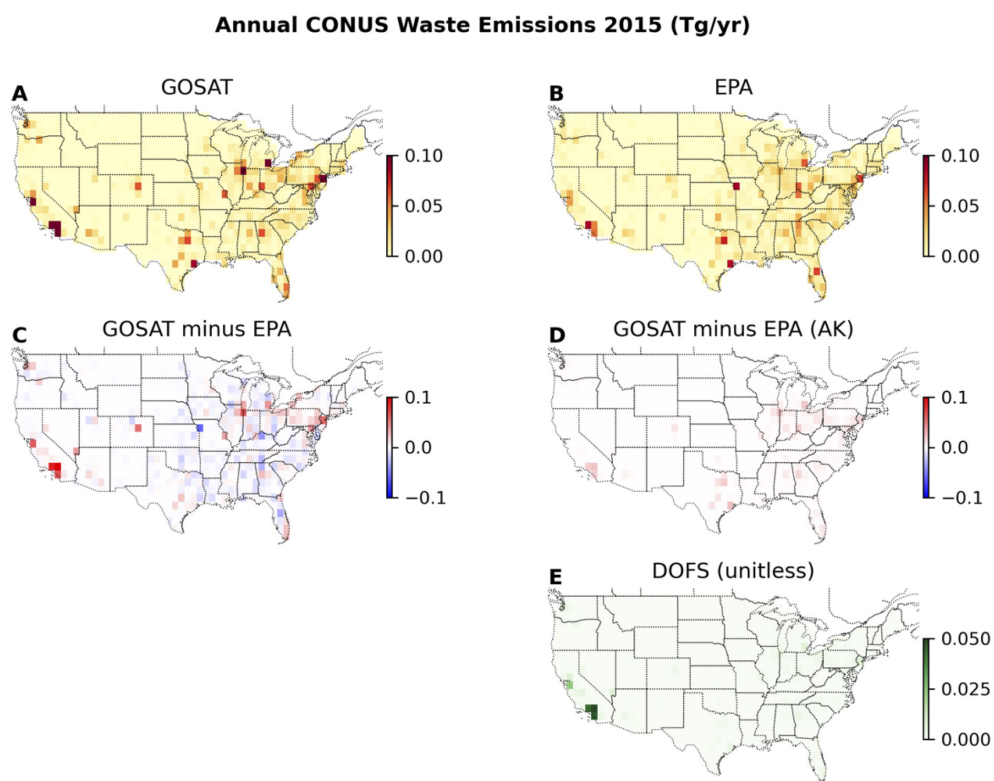 Annual CONUS Waste Emissions 2015 (Tg/yr)
A GOSAT
0.10
0.05
0.00
B EPA
0.10
0.05
0.00
C GOSAT minus EPA
0.1
0.0
−0.1
D GOSAT minus EPA (AK)
0.1
0.0
−0.1
E DOFS (unitless)
0.050
0.025
0.000